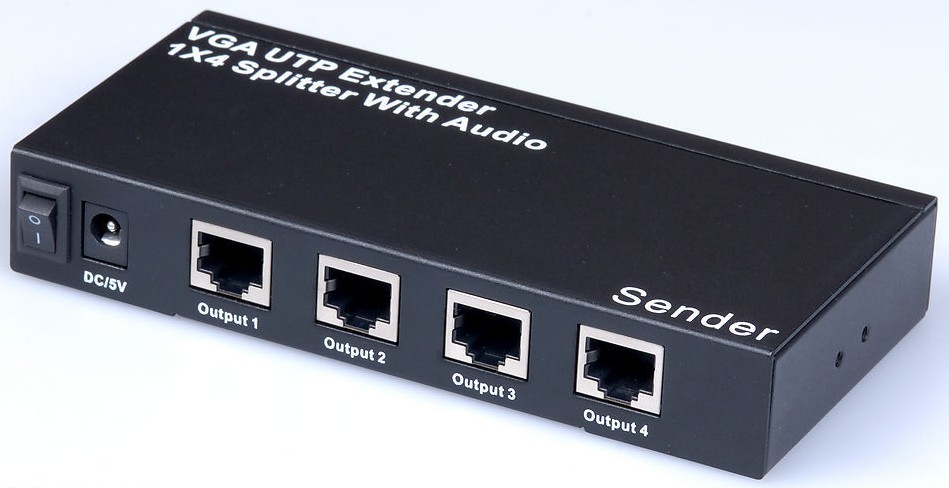 VGA UTP Extender
1X4 Splitter With Audio
Sender
O
I
DC/5V
Output 1
Output 2
Output 3
Output 4